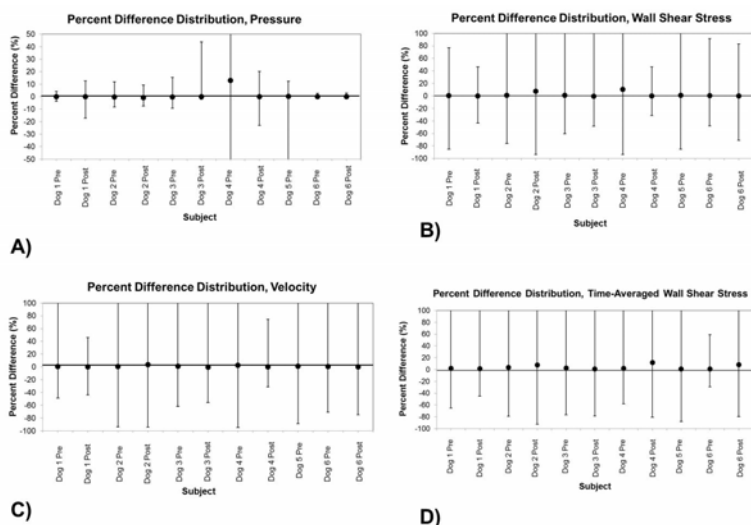 Percent Difference Distribution, Pressure
Percent Difference (%)
50
40
30
20
10
0
-10
-20
-30
-40
-50
Dog 1 Pre
Dog 1 Post
Dog 2 Pre
Dog 2 Post
Dog 3 Pre
Dog 3 Post
Dog 4 Pre
Dog 4 Post
Dog 5 Pre
Dog 6 Pre
Dog 6 Post
Subject
A)
Percent Difference Distribution, Wall Shear Stress
Percent Difference (%)
100
80
60
40
20
0
-20
-40
-60
-80
-100
Dog 1 Pre
Dog 1 Post
Dog 2 Pre
Dog 2 Post
Dog 3 Pre
Dog 3 Post
Dog 4 Pre
Dog 4 Post
Dog 5 Pre
Dog 6 Pre
Dog 6 Post
Subject
B)
Percent Difference Distribution, Velocity
Percent Difference (%)
100
80
60
40
20
0
-20
-40
-60
-80
-100
Dog 1 Pre
Dog 1 Post
Dog 2 Pre
Dog 2 Post
Dog 3 Pre
Dog 3 Post
Dog 4 Pre
Dog 4 Post
Dog 5 Pre
Dog 6 Pre
Dog 6 Post
Subject
C)
Percent Difference Distribution, Time-Averaged Wall Shear Stress
Percent Difference (%)
100
80
60
40
20
0
-20
-40
-60
-80
-100
Dog 1 Pre
Dog 1 Post
Dog 2 Pre
Dog 2 Post
Dog 3 Pre
Dog 3 Post
Dog 4 Pre
Dog 4 Post
Dog 5 Pre
Dog 6 Pre
Dog 6 Post
Subject
D)